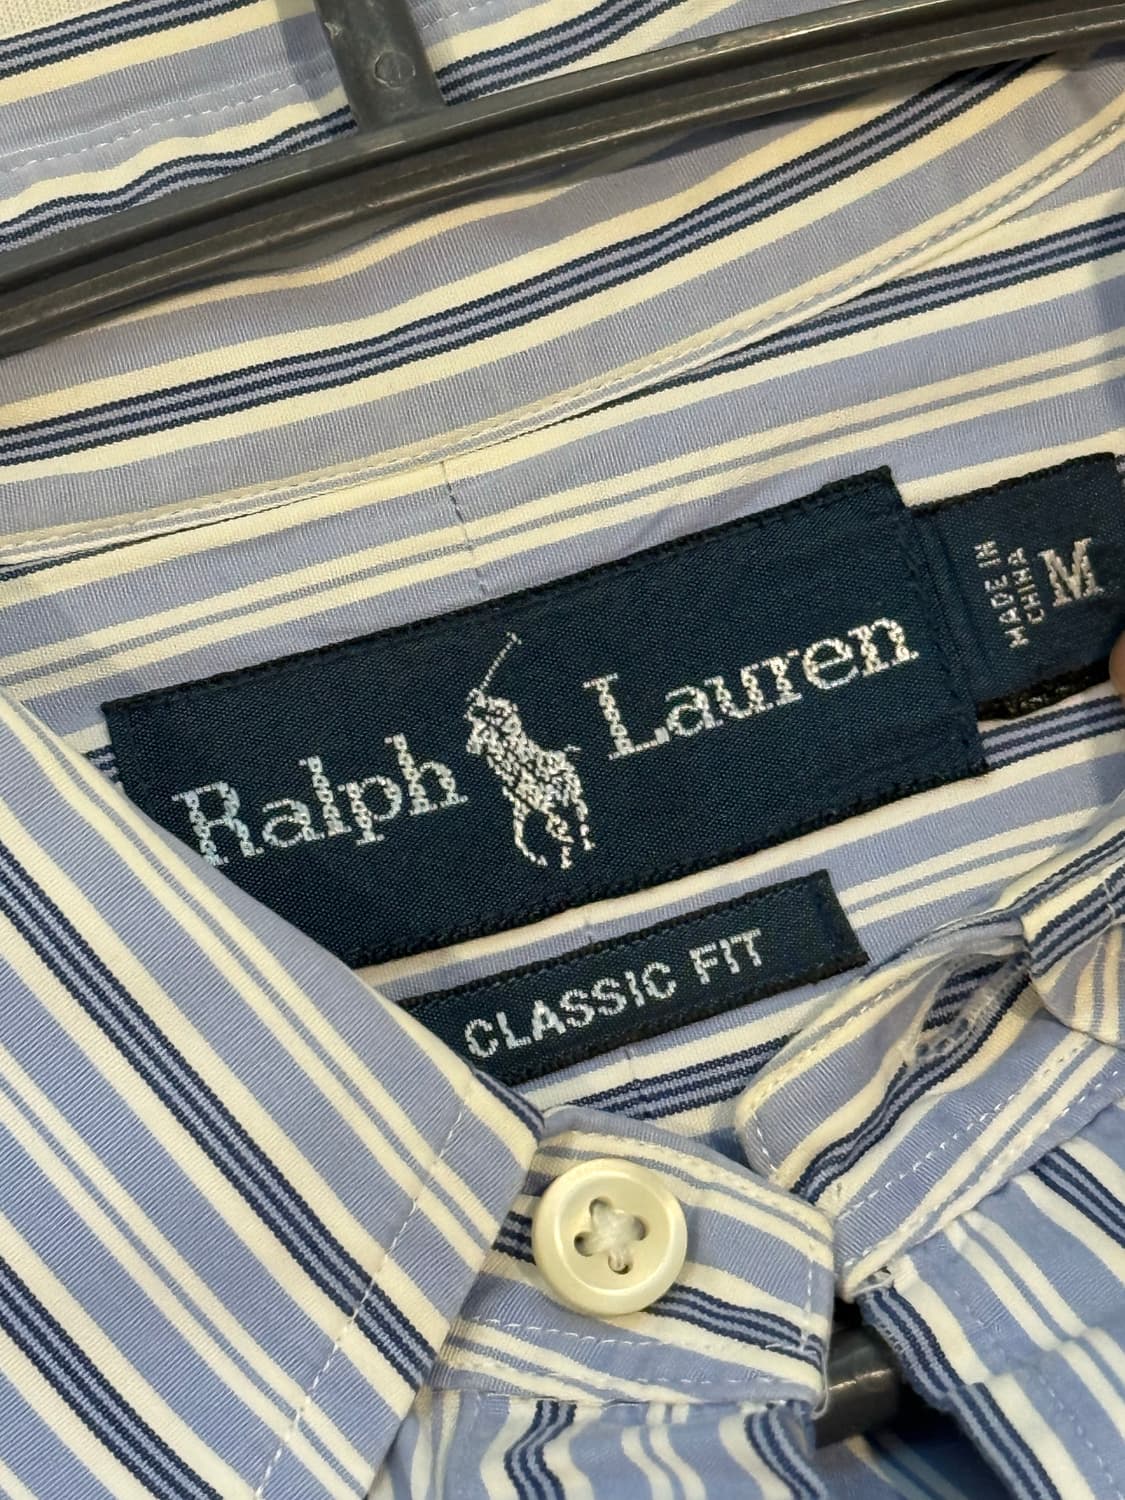 Ralph Lauren
MADE IN
CHINA
M
CLASSIC FIT